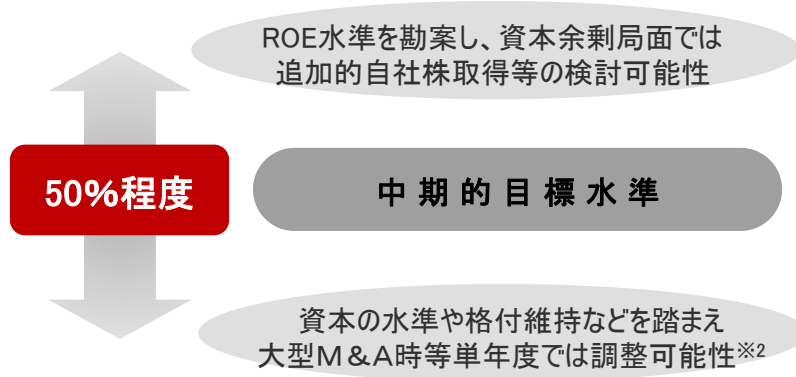 ROE水準を勘案し、資本余剰局面では
追加的自社株取得等の検討可能性
50%程度
中期的目標水準
資本の水準や格付維持などを踏まえ
大型M&A時等単年度では調整可能性※2